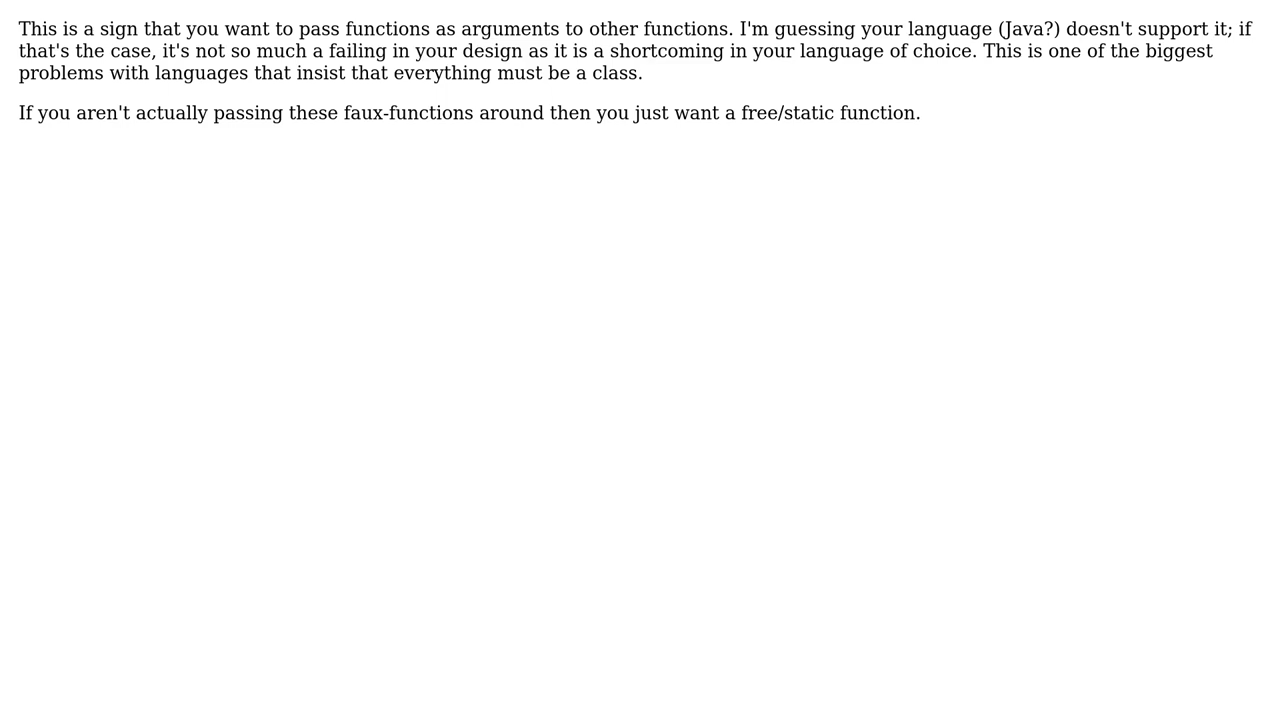 This is a sign that you want to pass functions as arguments to other functions. I'm guessing your language (Java?) doesn't support it; if
that's the case, it's not so much a failing in your design as it is a shortcoming in your language of choice. This is one of the biggest
problems with languages that insist that everything must be a class.
If you aren't actually passing these faux-functions around then you just want a free/static function.